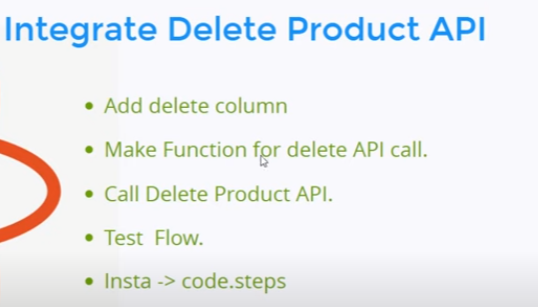 Integrate Delete Product API
Add delete column
Make Function for delete API call.
Call Delete Product API.
Test Flow.
Insta -> code.steps